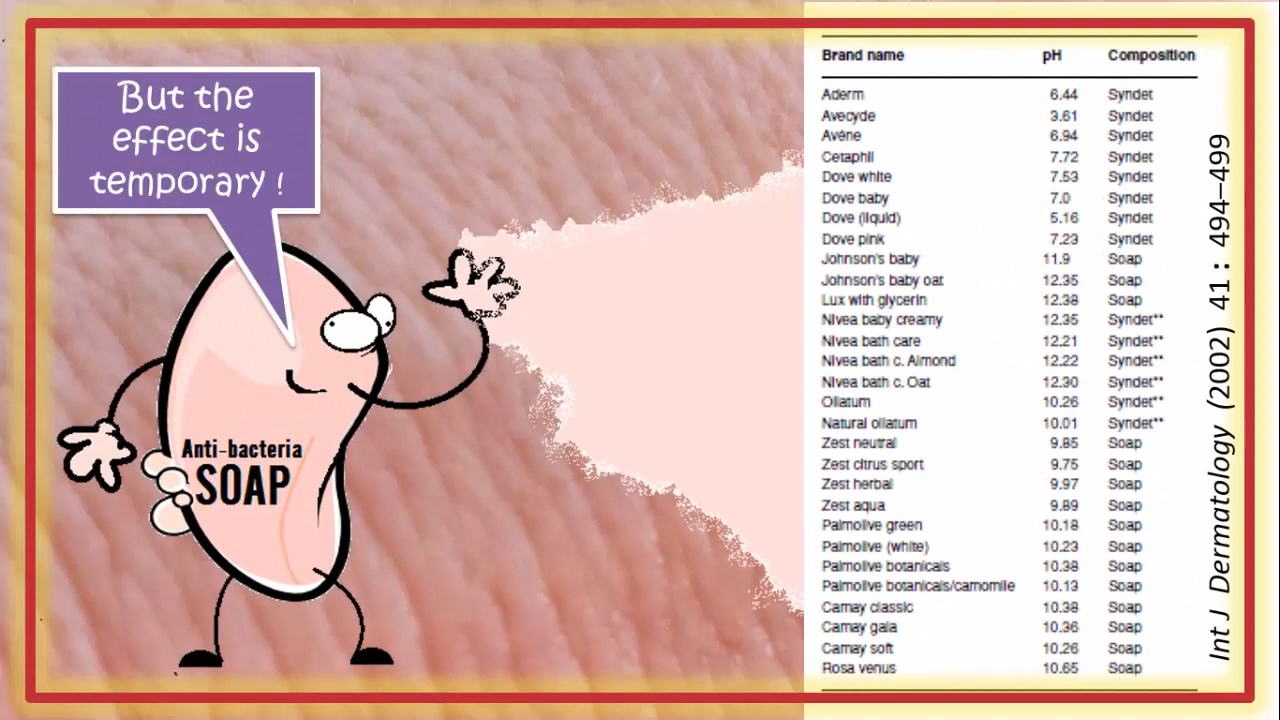 But the
effect is
temporary !
Anti-bacteria
SOAP
Brand name pH Composition
Aderm 6.44 Syndet
Avecyde 3.61 Syndet
Avéne 6.94 Syndet
Cetaphil 7.72 Syndet
Dove white 7.53 Syndet
Dove baby 7.0 Syndet
Dove (liquid) 5.16 Syndet
Dove pink 7.23 Syndet
Johnson's baby 11.9 Soap
Johnson's baby oat 12.35 Soap
Lux with glycerin 12.38 Soap
Nivea baby creamy 12.35 Syndet**
Nivea bath care 12.21 Syndet**
Nivea bath c. Almond 12.22 Syndet**
Nivea bath c. Oat 12.30 Syndet**
Oilatum 10.26 Syndet**
Natural oilatum 10.01 Syndet**
Zest neutral 9.85 Soap
Zest citrus sport 9.75 Soap
Zest herbal 9.97 Soap
Zest aqua 9.89 Soap
Palmolive green 10.18 Soap
Palmolive (white) 10.23 Soap
Palmolive botanicals 10.38 Soap
Palmolive botanicals/camomile 10.13 Soap
Camay classic 10.38 Soap
Camay gala 10.36 Soap
Camay soft 10.26 Soap
Rosa venus 10.65 Soap
Int J Dermatology (2002) 41: 494–499